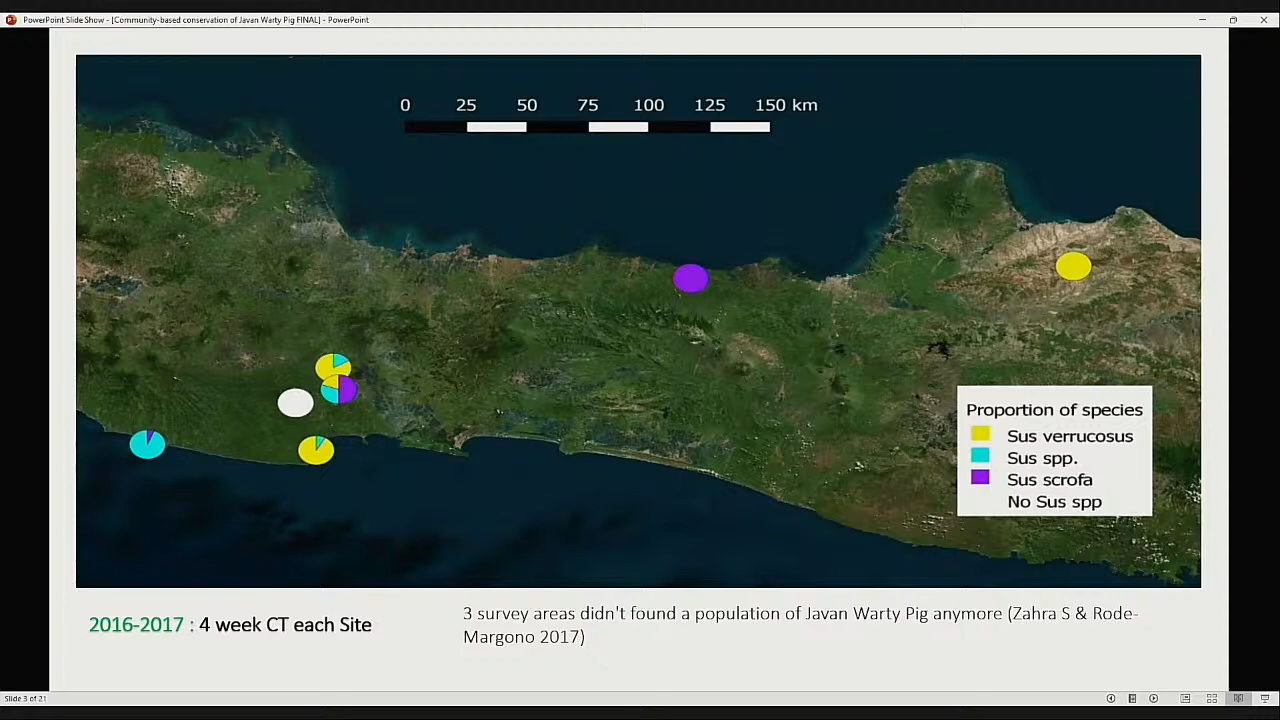 PowerPoint Slide Show - [Community-based conservation of Javan Warty Pig FINAL] - PowerPoint
0 25 50 75 100 125 150 km
Proportion of species
Sus verrucosus
Sus spp.
Sus scrofa
No Sus spp
2016-2017 : 4 week CT each Site
3 survey areas didn't found a population of Javan Warty Pig anymore (Zahra S & Rode-
Margono 2017)
Slide 3 of 21